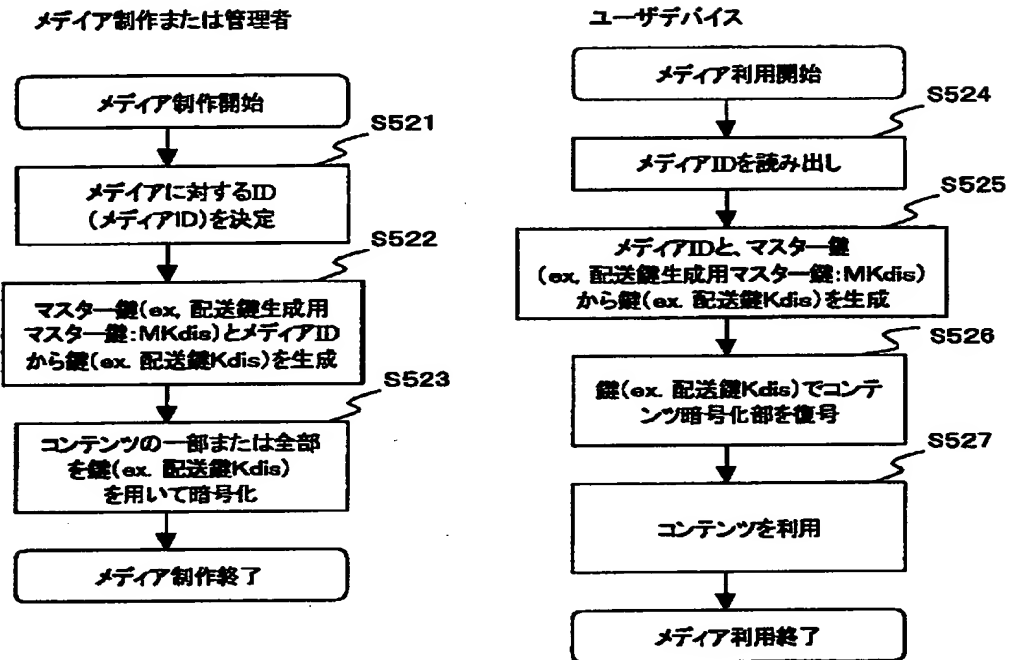 メディア制作または管理者
メディア制作開始
S521
メディアに対するID
(メディアID)を決定
S522
マスター鍵(ex, 配送鍵生成用
マスター鍵:MKdis)とメディアID
から鍵(ex. 配送鍵Kdis)を生成
S523
コンテンツの一部または全部
を鍵(ex. 配送鍵Kdis)
を用いて暗号化
メディア制作終了
ユーザデバイス
メディア利用開始
S524
メディアIDを読み出し
S525
メディアIDと、マスター鍵
(ex, 配送鍵生成用マスター鍵:MKdis)
から鍵(ex. 配送鍵Kdis)を生成
S526
鍵(ex. 配送鍵Kdis)でコンテ
ンツ暗号化部を復号
S527
コンテンツを利用
メディア利用終了